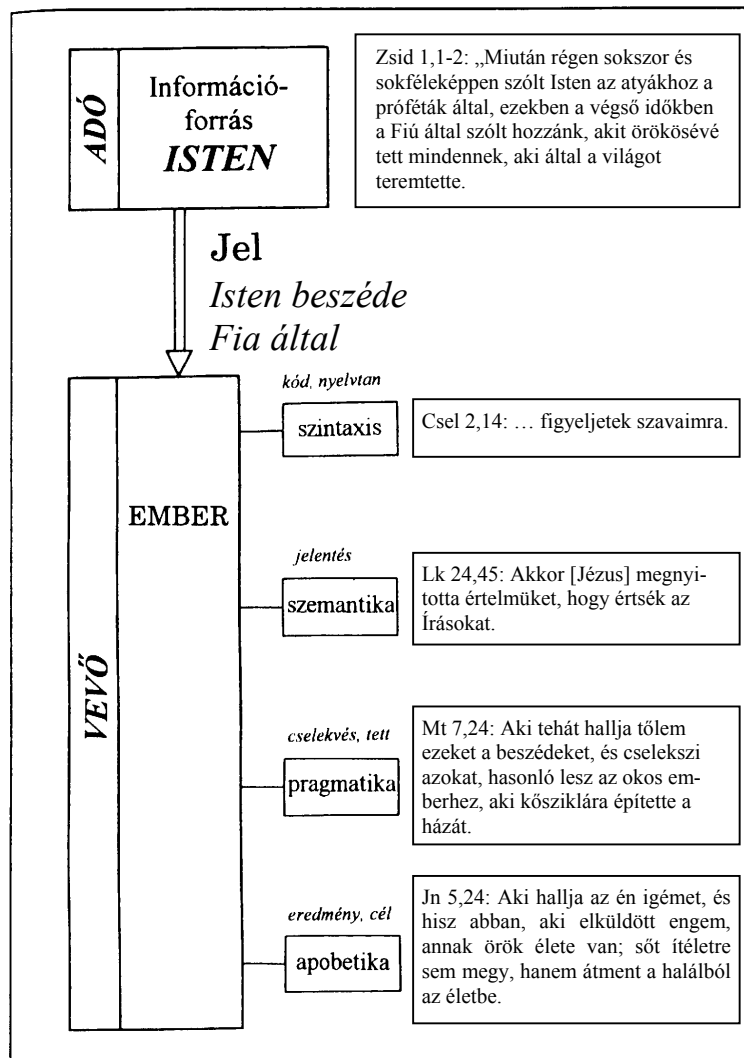 ADÓ
Információ-
forrás
ISTEN
Zsid 1,1-2: „Miután régen sokszor és
sokféleképpen szólt Isten az atyákhoz a
próféták által, ezekben a végső időkben
a Fiú által szólt hozzánk, akit örökösévé
tett mindennek, aki által a világot
teremtette.
Jel
Isten beszéde
Fia által
VEVŐ
EMBER
kód, nyelvtan
szintaxis
Csel 2,14: … figyeljetek szavaimra.
jelentés
szemantika
Lk 24,45: Akkor [Jézus] megnyi-
totta értelmüket, hogy értsék az
Írásokat.
cselekvés, tett
pragmatika
Mt 7,24: Aki tehát hallja tőlem
ezeket a beszédeket, és cselekszi
azokat, hasonló lesz az okos em-
berhez, aki kősziklára építette a
házát.
eredmény, cél
apobetika
Jn 5,24: Aki hallja az én igémet, és
hisz abban, aki elküldött engem,
annak örök élete van; sőt ítéletre
sem megy, hanem átment a halálból
az életbe.